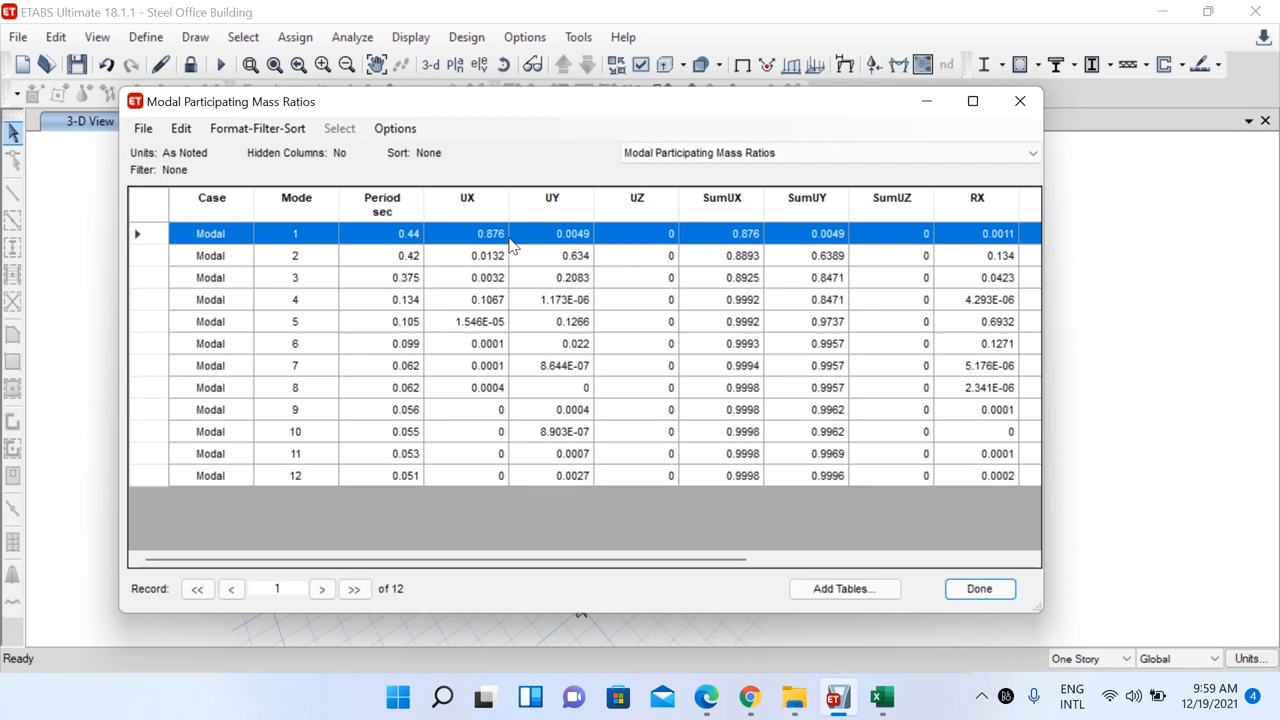 ETABS Ultimate 18.1.1 - Steel Office Building
File Edit View Define Draw Select Assign Analyze Display Design Options Tools Help
3-d nd
3-D View
ET Modal Participating Mass Ratios
File Edit Format-Filter-Sort Select Options
Units: As Noted Hidden Columns: No Sort: None Modal Participating Mass Ratios
Filter: None
Case Mode Period UX UY UZ SumUX SumUY SumUZ RX
sec
Modal 1 0.44 0.876 0.0049 0 0.876 0.0049 0 0.0011
Modal 2 0.42 0.0132 0.634 0 0.8893 0.6389 0 0.134
Modal 3 0.375 0.0032 0.2083 0 0.8925 0.8471 0 0.0423
Modal 4 0.134 0.1067 1.173E-06 0 0.9992 0.8471 0 4.293E-06
Modal 5 0.105 1.546E-05 0.1266 0 0.9992 0.9737 0 0.6932
Modal 6 0.099 0.0001 0.022 0 0.9993 0.9957 0 0.1271
Modal 7 0.062 0.0001 8.644E-07 0 0.9994 0.9957 0 5.176E-06
Modal 8 0.062 0.0004 0 0 0.9998 0.9957 0 2.341E-06
Modal 9 0.056 0 0.0004 0 0.9998 0.9962 0 0.0001
Modal 10 0.055 0 8.903E-07 0 0.9998 0.9962 0 0
Modal 11 0.053 0 0.0007 0 0.9998 0.9969 0 0.0001
Modal 12 0.051 0 0.0027 0 0.9998 0.9996 0 0.0002
Record: << < 1 > >> of 12 Add Tables... Done
Ready One Story Global Units...
ET ENG 9:59 AM
INTL 12/19/2021 4